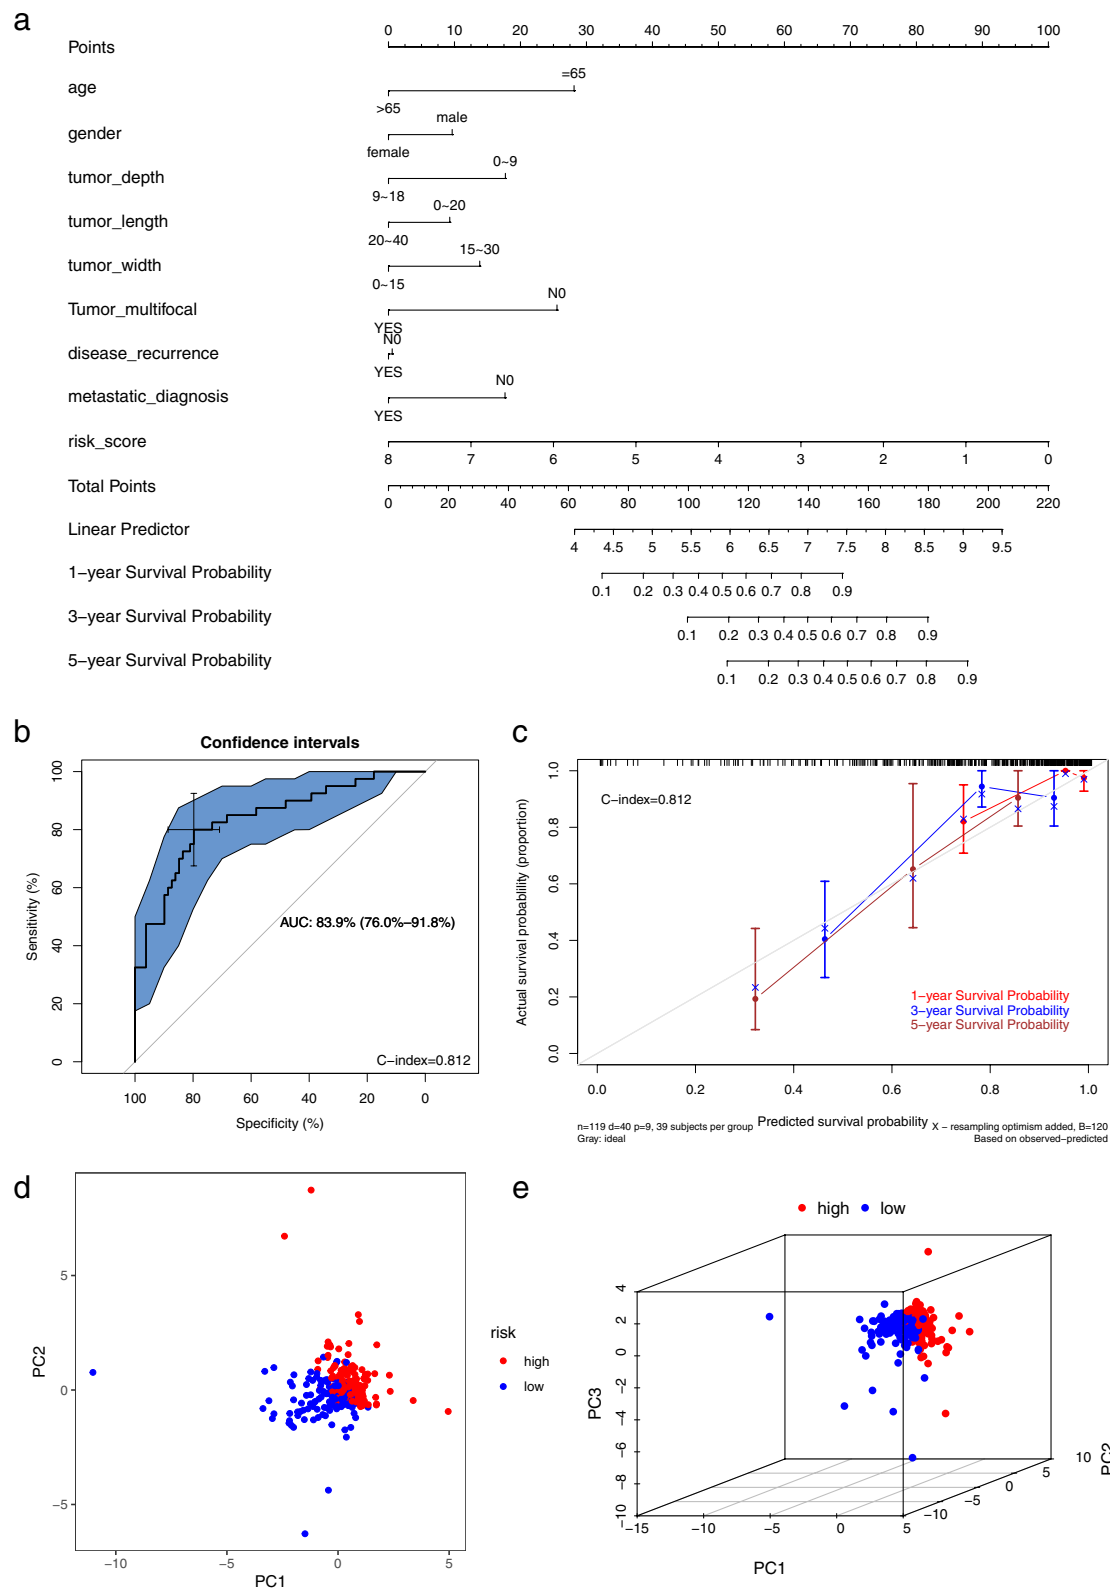 a
Points
0 10 20 30 40 50 60 70 80 90 100
age
=65
>65
gender
male
female
tumor_depth
0~9
9~18
tumor_length
0~20
20~40
tumor_width
15~30
0~15
Tumor_multifocal
N0
YES
disease_recurrence
N0
YES
metastatic_diagnosis
N0
YES
risk_score
8 7 6 5 4 3 2 1 0
Total Points
0 20 40 60 80 100 120 140 160 180 200 220
Linear Predictor
4 4.5 5 5.5 6 6.5 7 7.5 8 8.5 9 9.5
1−year Survival Probability
0.1 0.2 0.3 0.4 0.5 0.6 0.7 0.8 0.9
3−year Survival Probability
0.1 0.2 0.3 0.4 0.5 0.6 0.7 0.8 0.9
5−year Survival Probability
0.1 0.2 0.3 0.4 0.5 0.6 0.7 0.8 0.9
b
Confidence intervals
Sensitivity (%)
100
80
60
40
20
0
AUC: 83.9% (76.0%−91.8%)
C−index=0.812
100 80 60 40 20 0
Specificity (%)
c
Actual survival probability (proportion)
1.0
0.8
0.6
0.4
0.2
0.0
C−index=0.812
1−year Survival Probability
3−year Survival Probability
5−year Survival Probability
0.0 0.2 0.4 0.6 0.8 1.0
Predicted survival probability
n=119 d=40 p=9, 39 subjects per group
Gray: ideal
X − resampling optimism added, B=120
Based on observed−predicted
d
PC2
5
0
−5
−10 −5 0 5
PC1
risk
high
low
e
high low
PC3
4
2
0
−2
−4
−6
−8
−10
−15 −10 −5 0 5
PC1
−10
−5
0
5
10
PC2